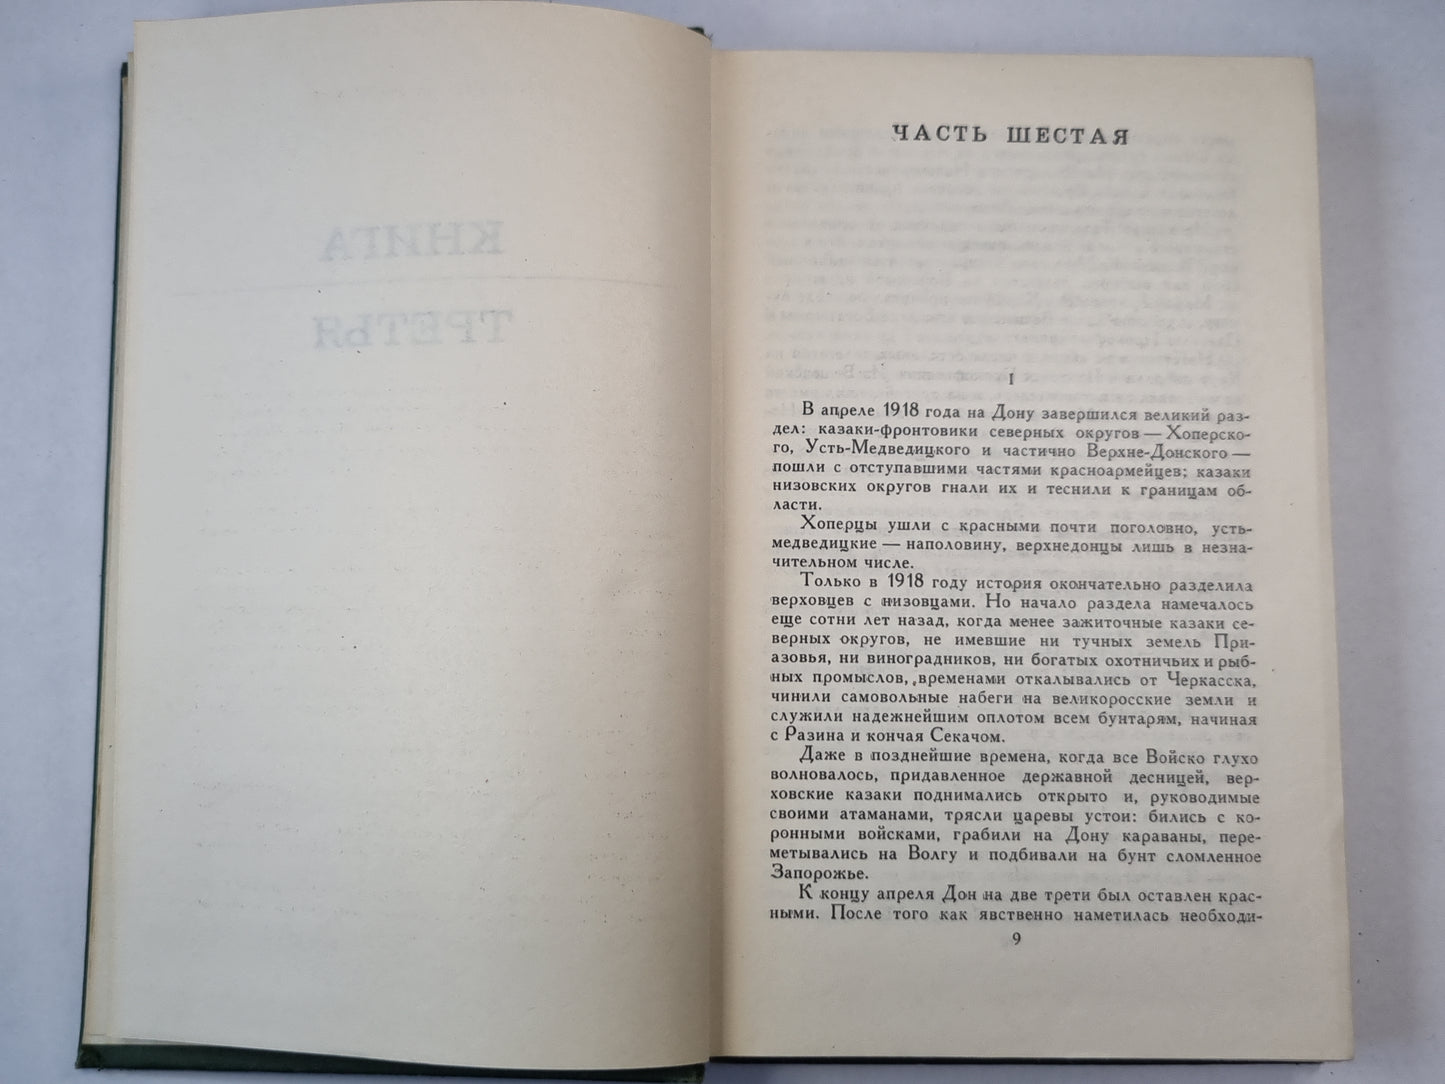 КНИГА
ТРЕТЬЯ
ЧАСТЬ ШЕСТАЯ
I
В апреле 1918 года на Дону завершился великий раз-
дел: казаки-фронтовики северных округов — Хоперско-
го, Усть-Медведицкого и частично Верхне-Донского —
пошли с отступавшими частями красноармейцев; казаки
низовских округов гнали их и теснили к границам об-
ласти.
Хоперцы ушли с красными почти поголовно, усть-
медведицкие — наполовину, верхнедонцы лишь в незна-
чительном числе.
Только в 1918 году история окончательно разделила
верховцев с низовцами. Но начало раздела намечалось
еще сотни лет назад, когда менее зажиточные казаки се-
верных округов, не имевшие ни тучных земель При-
азовья, ни виноградников, ни богатых охотничьих и рыб-
ных промыслов, временами откалывались от Черкасска,
чинили самовольные набеги на великоросские земли и
служили надежнейшим оплотом всем бунтарям, начиная
с Разина и кончая Секачом.
Даже в позднейшие времена, когда все Войско глухо
волновалось, придавленное державной десницей, вер-
ховские казаки поднимались открыто и, руководимые
своими атаманами, трясли царевы устои: бились с ко-
ронными войсками, грабили на Дону караваны, пере-
метывались на Волгу и подбивали на бунт сломленное
Запорожье.
К концу апреля Дон на две трети был оставлен крас-
ными. После того как явственно наметилась необходи-
9